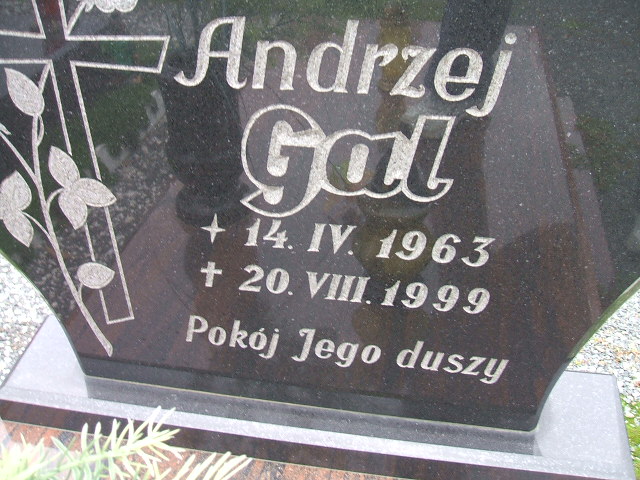 Andrzej
Gal
14. IV. 1963
20. VIII. 1999
Pokój Jego duszy